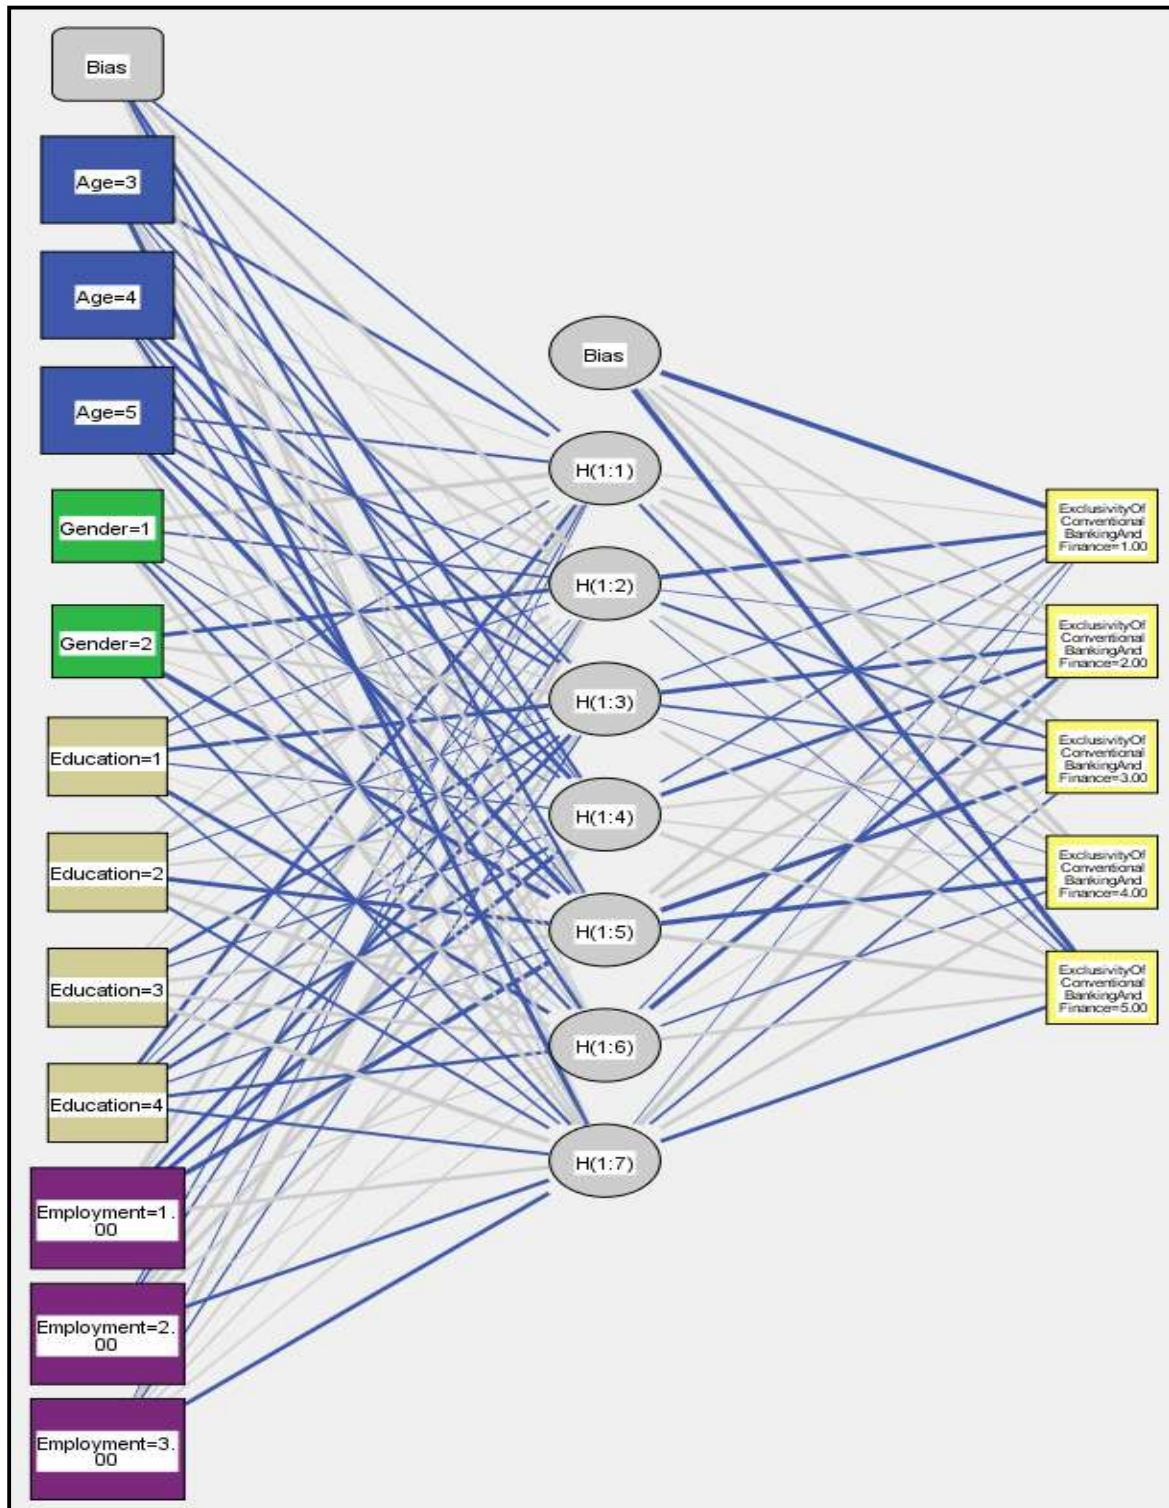 Bias
Age=3
Age=4
Age=5
Gender=1
Gender=2
Education=1
Education=2
Education=3
Education=4
Employment=1.
00
Employment=2.
00
Employment=3.
00
Bias
H(1:1)
H(1:2)
H(1:3)
H(1:4)
H(1:5)
H(1:6)
H(1:7)
ExclusivityOf
Conventional
BankingAnd
Finance=1.00
ExclusivityOf
Conventional
BankingAnd
Finance=2.00
ExclusivityOf
Conventional
BankingAnd
Finance=3.00
ExclusivityOf
Conventional
BankingAnd
Finance=4.00
ExclusivityOf
Conventional
BankingAnd
Finance=5.00